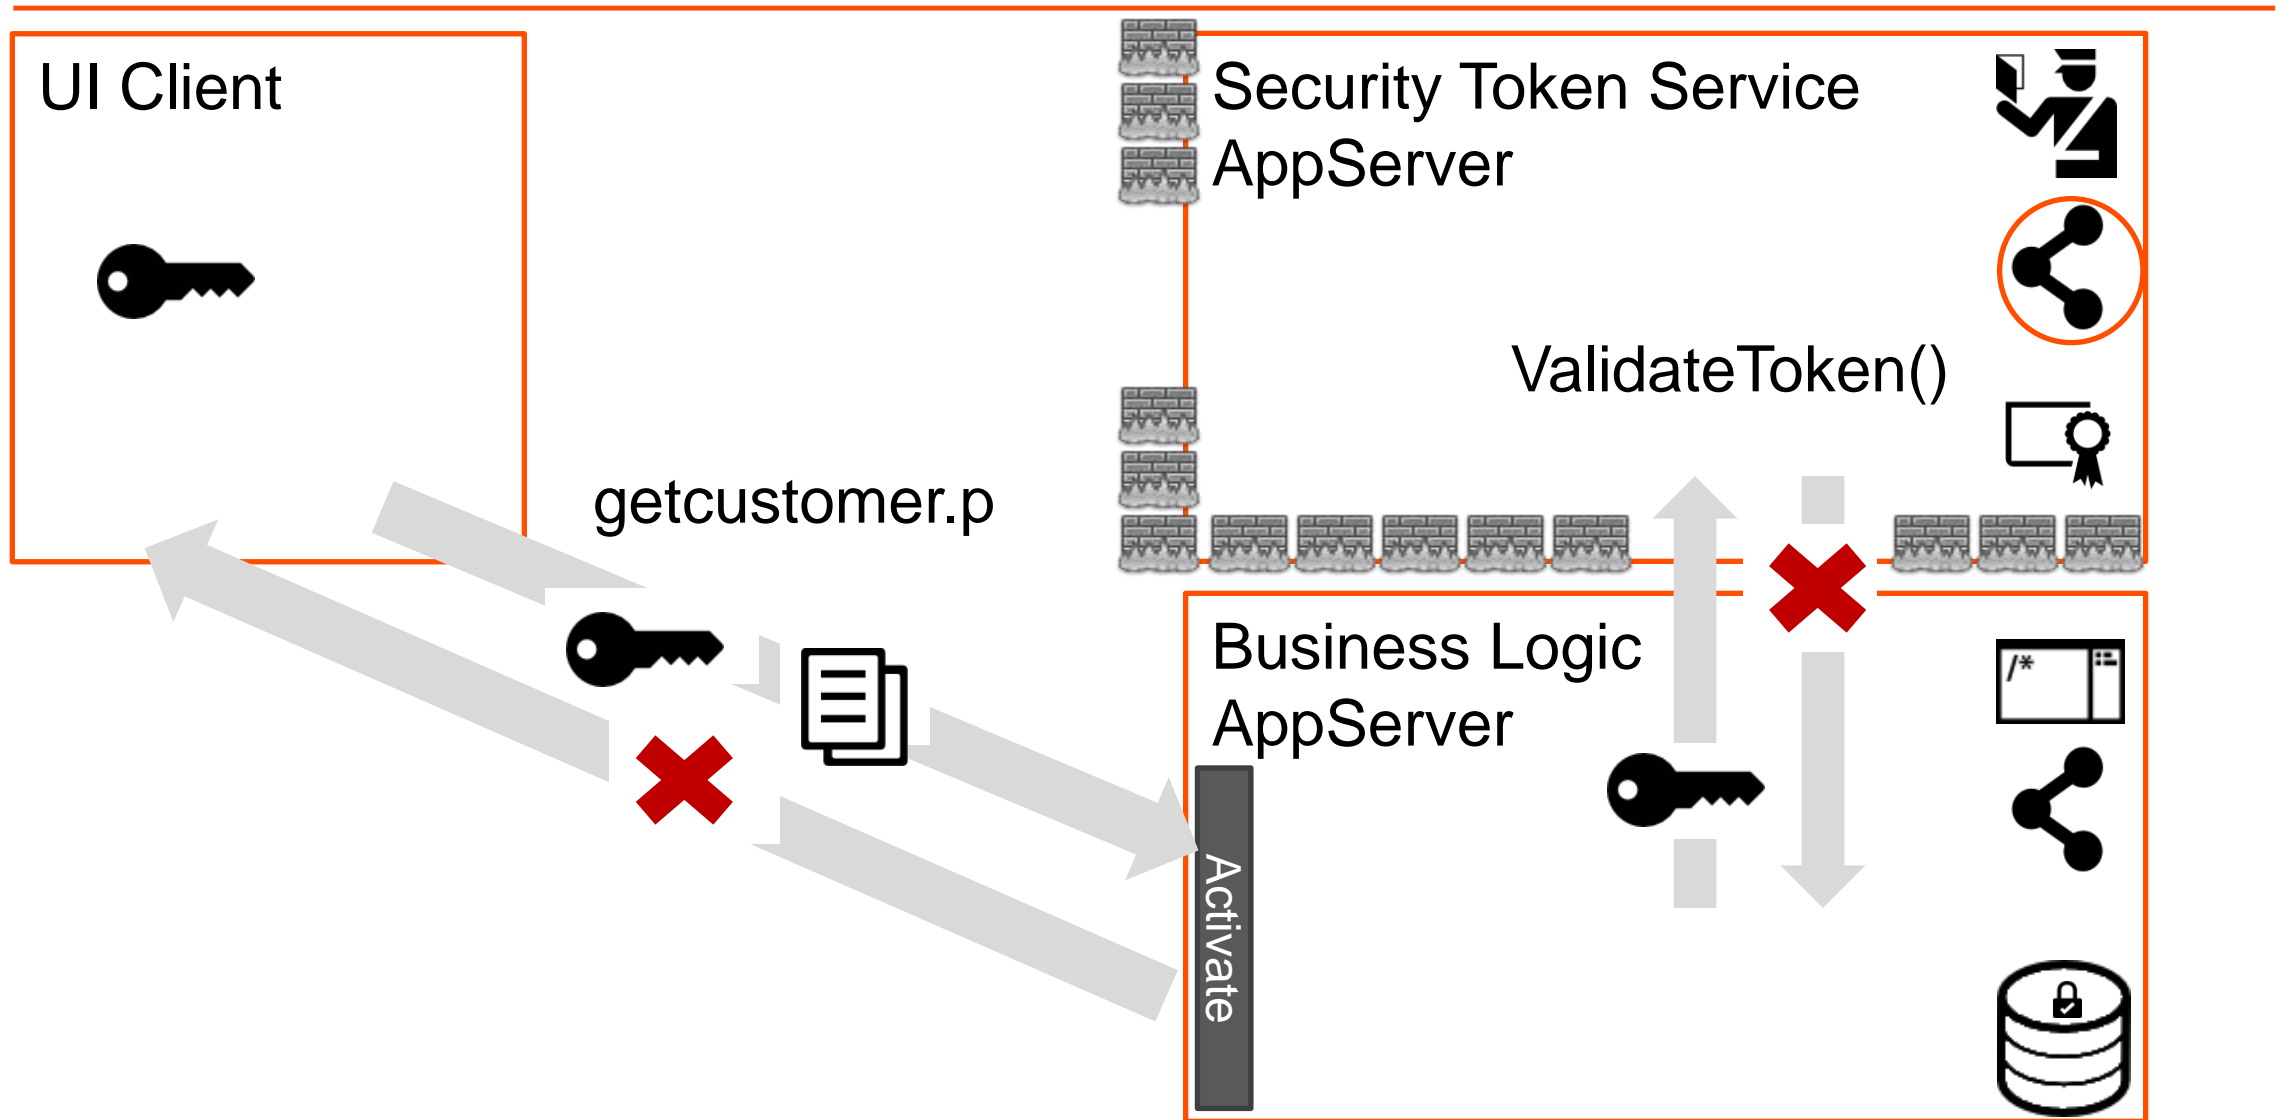 UI Client
Security Token Service
AppServer
ValidateToken()
getcustomer.p
Business Logic
AppServer
/*
Activate